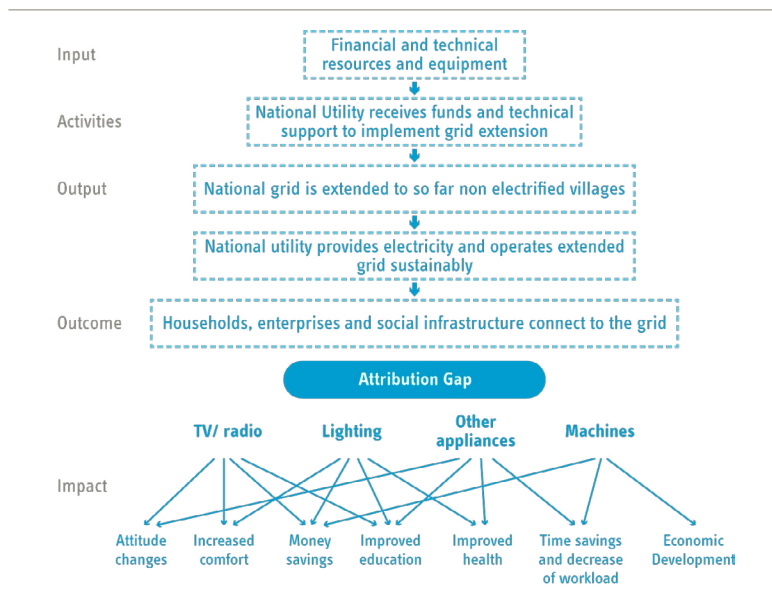 Input
Financial and technical
resources and equipment
Activities
National Utility receives funds and technical
support to implement grid extension
Output
National grid is extended to so far non electrified villages
National utility provides electricity and operates extended
grid sustainably
Outcome
Households, enterprises and social infrastructure connect to the grid
Attribution Gap
TV/ radio
Lighting
Other
appliances
Machines
Impact
Attitude
changes
Increased
comfort
Money
savings
Improved
education
Improved
health
Time savings
and decrease
of workload
Economic
Development